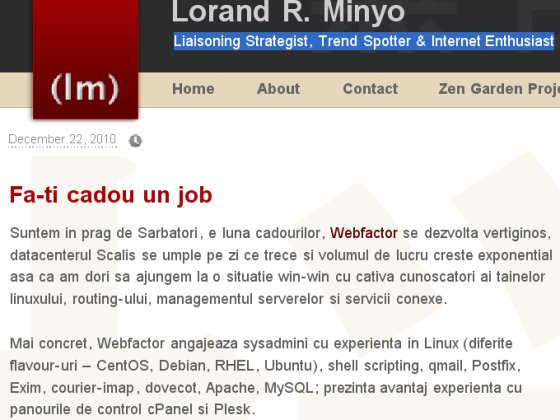 Lorand R. Minyo
Liaisoning Strategist, Trend Spotter & Internet Enthusiast
(lm)
Home About Contact Zen Garden Proj
December 22, 2010
Fa-ti cadou un job
Suntem in prag de Sarbatori, e luna cadourilor, Webfactor se dezvolta vertiginos,
datacenterul Scalis se umple pe zi ce trece si volumul de lucru creste exponential
asa ca am dori sa ajungem la o situatie win-win cu cativa cunoscatori ai tainelor
linuxului, routing-ului, managementul serverelor si servicii conexe.
Mai concret, Webfactor angajeaza sysadmini cu experienta in Linux (diferite
flavour-uri – CentOS, Debian, RHEL, Ubuntu), shell scripting, qmail, Postfix,
Exim, courier-imap, dovecot, Apache, MySQL; prezinta avantaj experienta cu
panourile de control cPanel si Plesk.